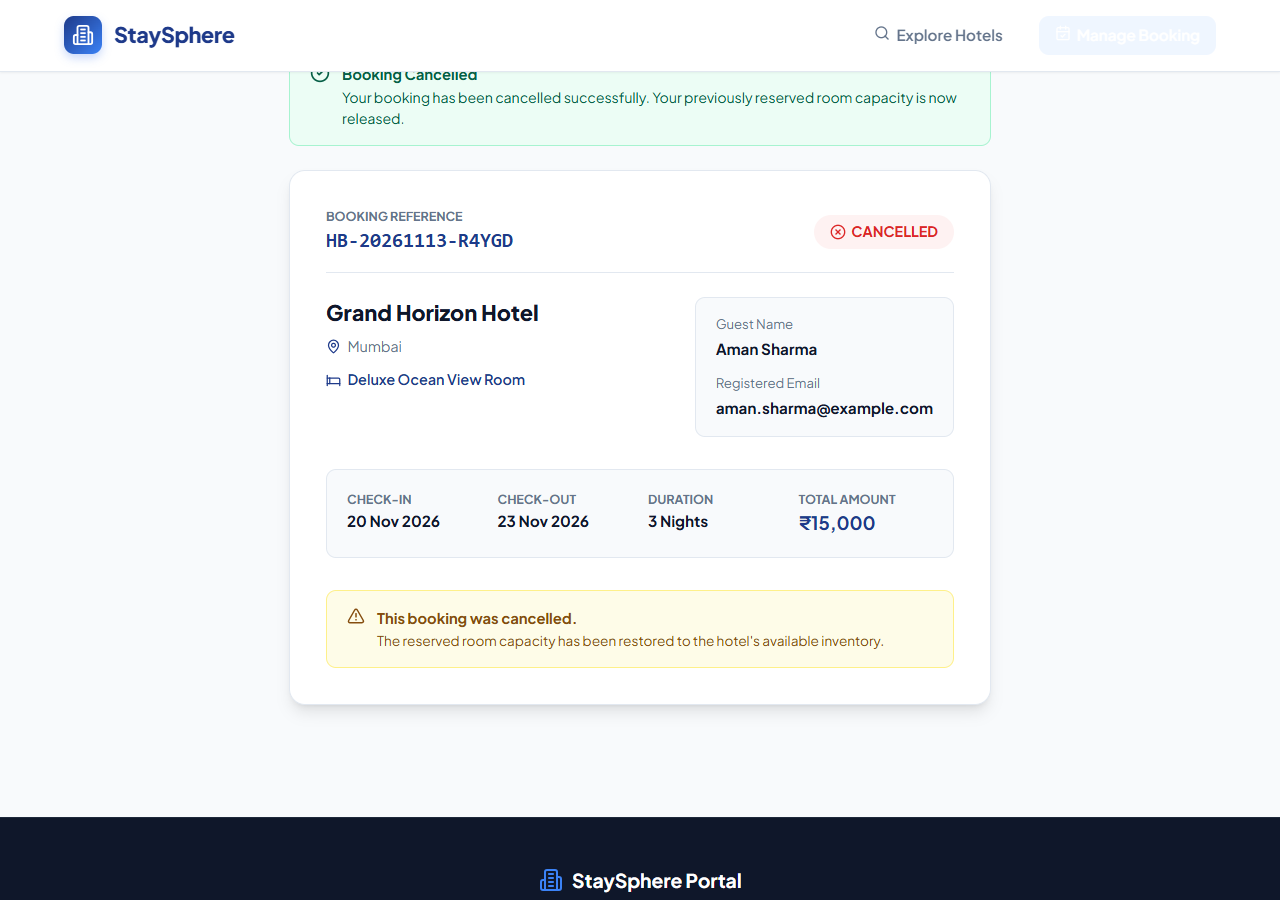 StaySphere
Explore Hotels
Manage Booking
Booking Cancelled
Your booking has been cancelled successfully. Your previously reserved room capacity is now
released.
BOOKING REFERENCE
HB-20261113-R4YGD
CANCELLED
Grand Horizon Hotel
Mumbai
Deluxe Ocean View Room
Guest Name
Aman Sharma
Registered Email
aman.sharma@example.com
CHECK-IN
20 Nov 2026
CHECK-OUT
23 Nov 2026
DURATION
3 Nights
TOTAL AMOUNT
₹15,000
This booking was cancelled.
The reserved room capacity has been restored to the hotel's available inventory.
StaySphere Portal